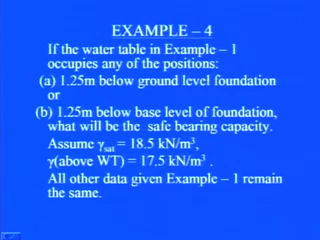 EXAMPLE – 4
If the water table in Example – 1
occupies any of the positions:
(a) 1.25m below ground level foundation
or
(b) 1.25m below base level of foundation,
what will be the safe bearing capacity.
Assume γsat = 18.5 kN/m³,
γ(above WT) = 17.5 kN/m³ .
All other data given Example – 1 remain
the same.